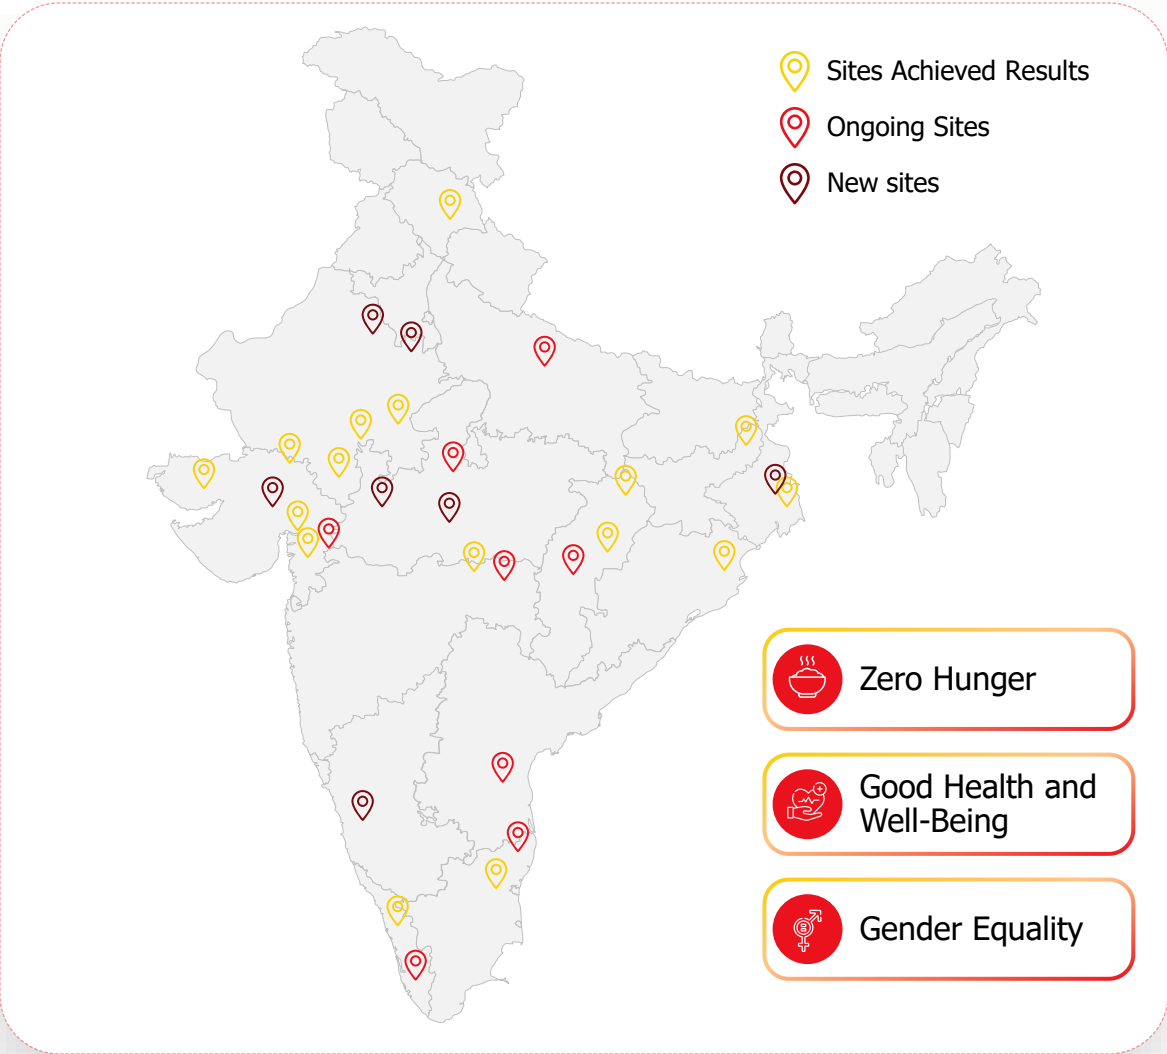 Sites Achieved Results
Ongoing Sites
New sites
Zero Hunger
Good Health and
Well-Being
Gender Equality